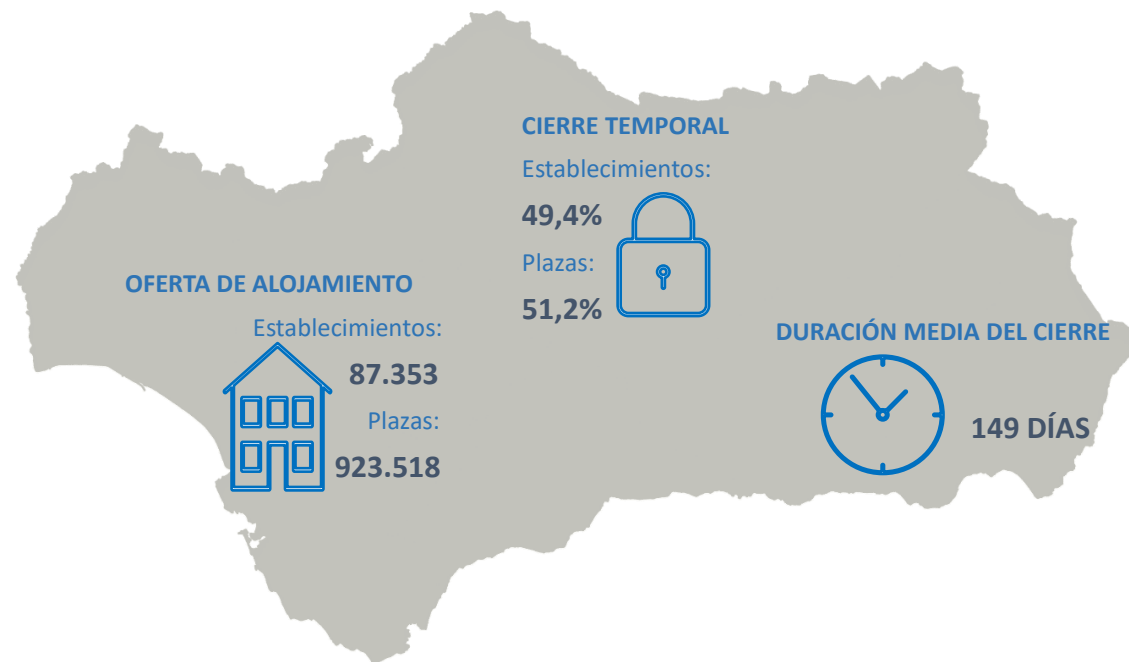 CIERRE TEMPORAL
Establecimientos:
49,4%
Plazas:
51,2%
OFERTA DE ALOJAMIENTO
Establecimientos:
87.353
Plazas:
923.518
DURACIÓN MEDIA DEL CIERRE
149 DÍAS